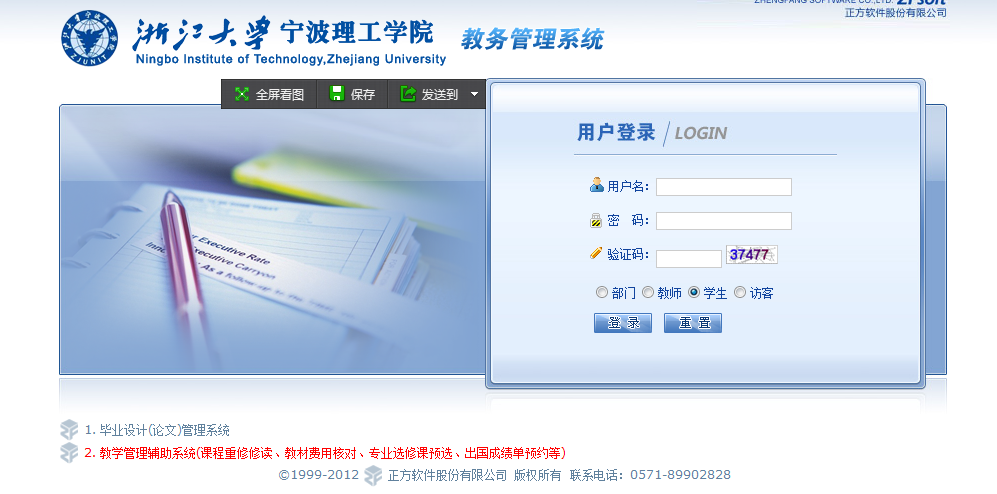 ZHENGFANG SOFTWARE CO.,LTD. ZFsoft
正方软件股份有限公司
浙江大学 宁波理工学院 教务管理系统
Ningbo Institute of Technology,Zhejiang University
全屏看图 保存 发送到
用户登录 LOGIN
用户名：
密 码：
验证码： 37477
部门 教师 学生 访客
登 录 重 置
Executive Rate
Executive Carryon
As a follow-up to the
1. 毕业设计(论文)管理系统
2. 教学管理辅助系统(课程重修修读、教材费用核对、专业选修课预选、出国成绩单预约等)
©1999-2012 正方软件股份有限公司 版权所有 联系电话：0571-89902828